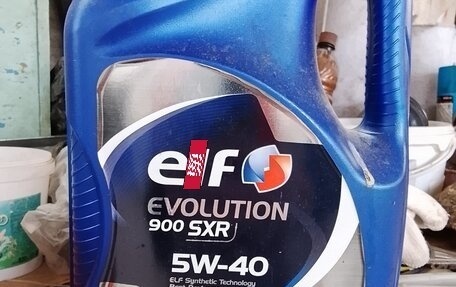 elf
EVOLUTION
900 SXR
5W-40
ELF Synthetic Technology